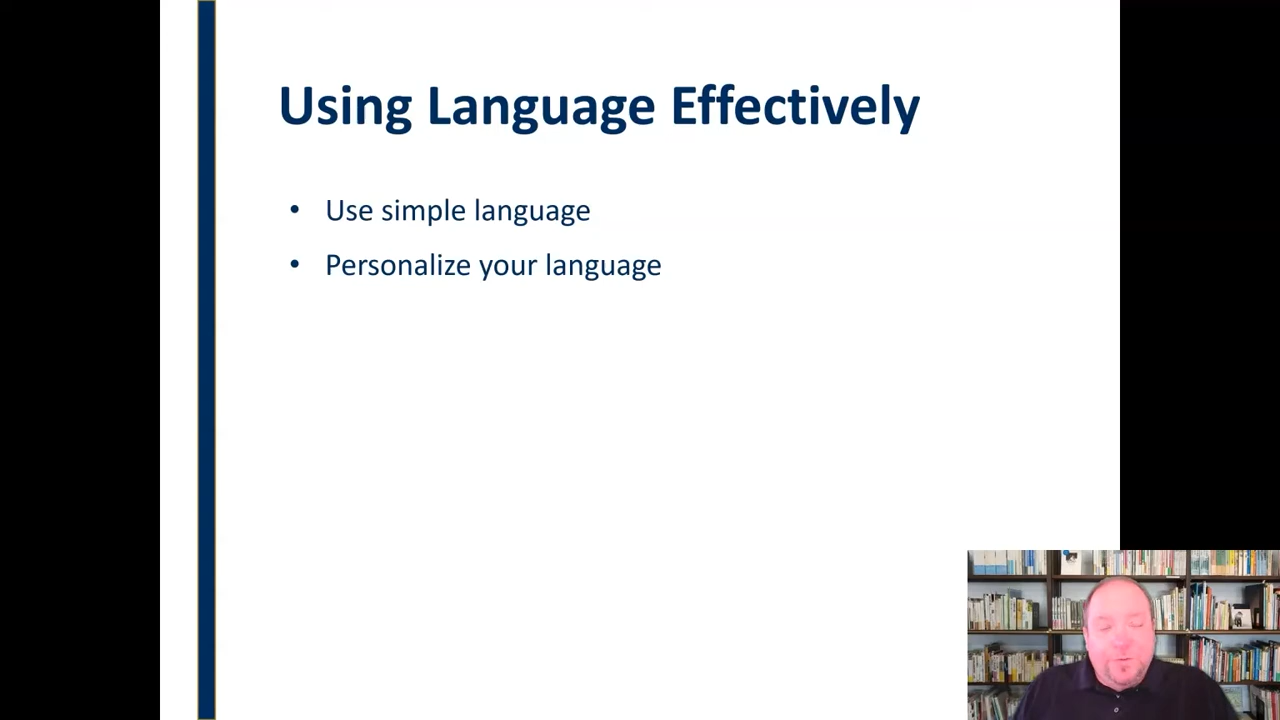 Using Language Effectively
• Use simple language
• Personalize your language